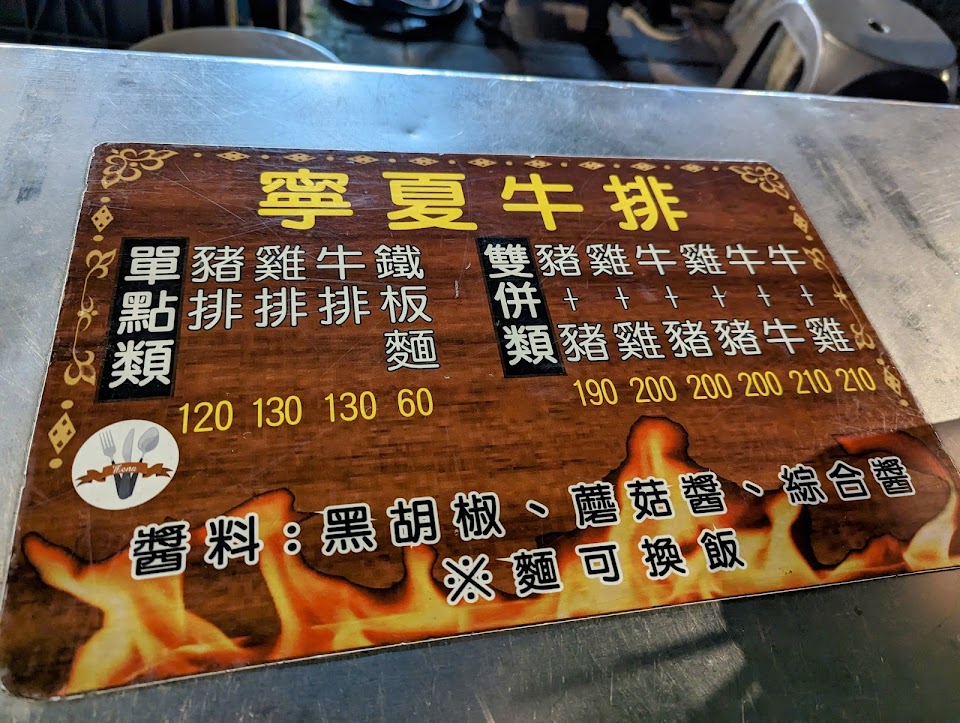 寧夏牛排
單點類
豬排
雞排
牛排
鐵板麵
120 130 130 60
雙併類
豬+豬
雞+雞
牛+豬
雞+豬
牛+牛
牛+雞
190 200 200 200 210 210
Menu
醬料：黑胡椒、蘑菇醬、綜合醬
※麵可換飯